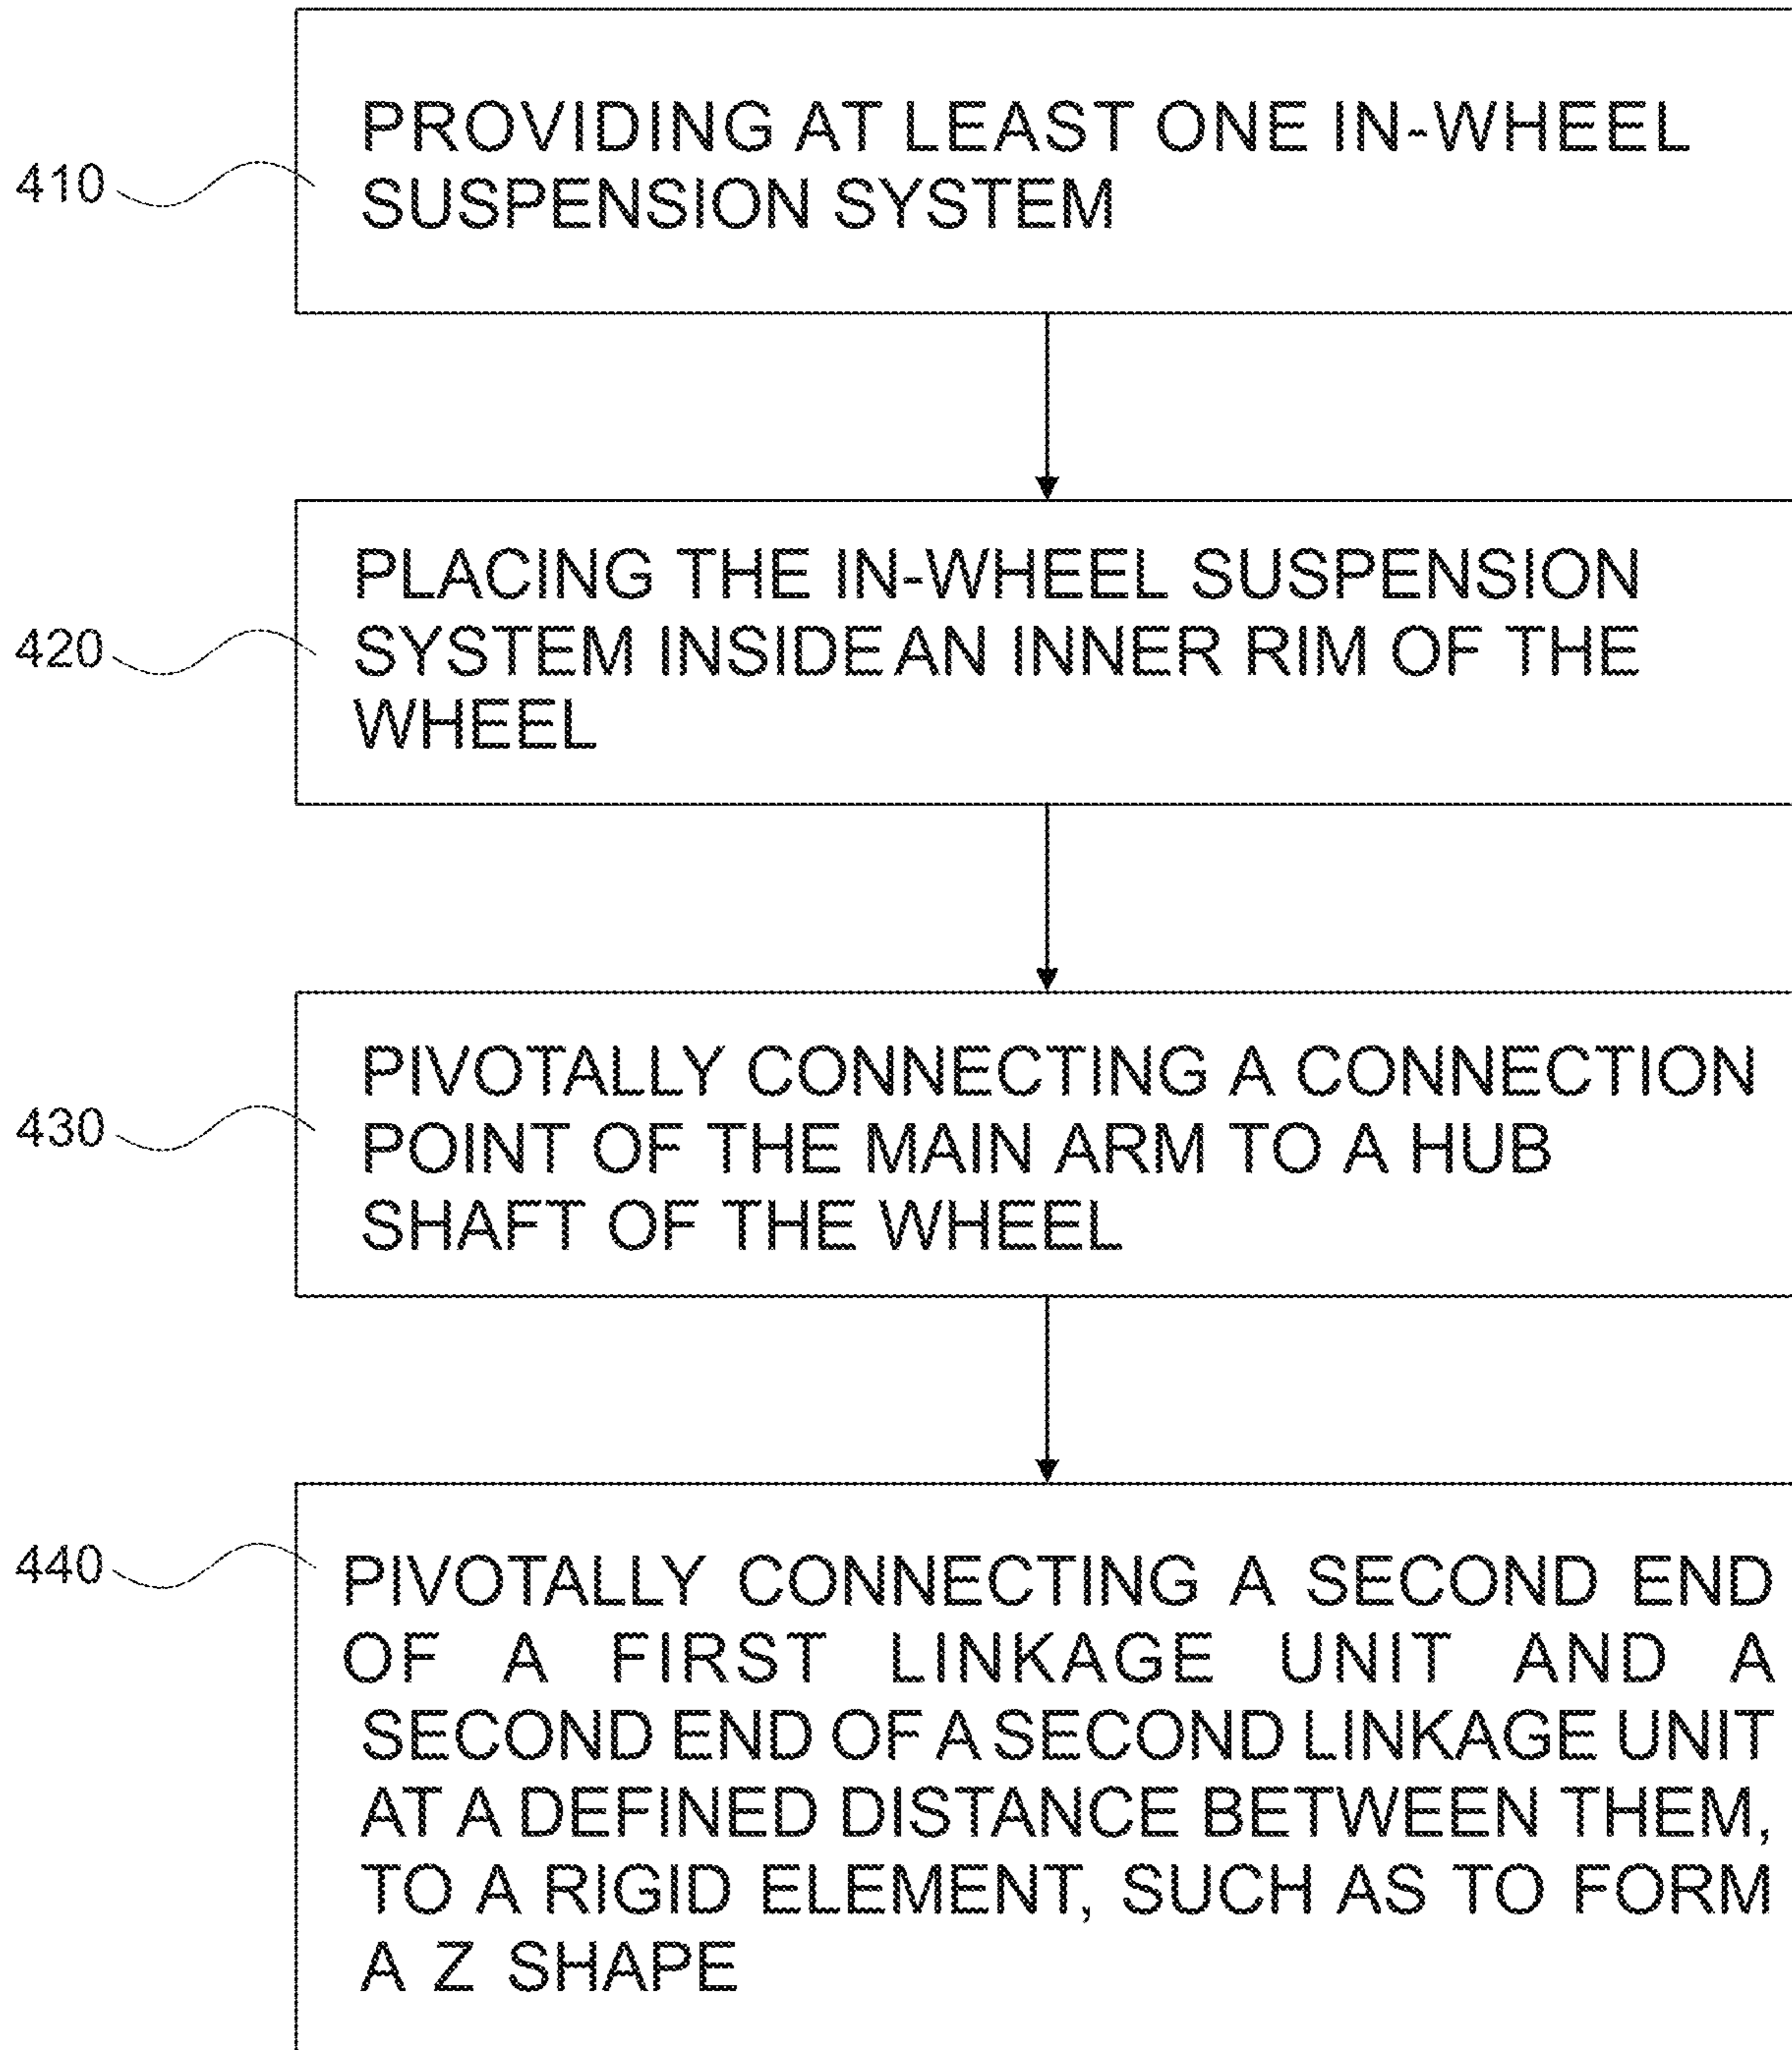 PROVIDING AT LEAST ONE IN-WHEEL
410
SUSPENSION SYSTEM
PLACING THE IN-WHEEL SUSPENSION
420
SYSTEM INSIDE AN INNER RIM OF THE
WHEEL
PIVOTALLY CONNECTING A CONNECTION
430
POINT OF THE MAIN ARM TO A HUB
SHAFT OF THE WHEEL
440
PIVOTALLY CONNECTING A SECOND END
OF A FIRST LINKAGE UNIT AND A
SECOND END OF A SECOND LINKAGE UNIT
AT A DEFINED DISTANCE BETWEEN THEM,
TO A RIGID ELEMENT, SUCH AS TO FORM
A Z SHAPE